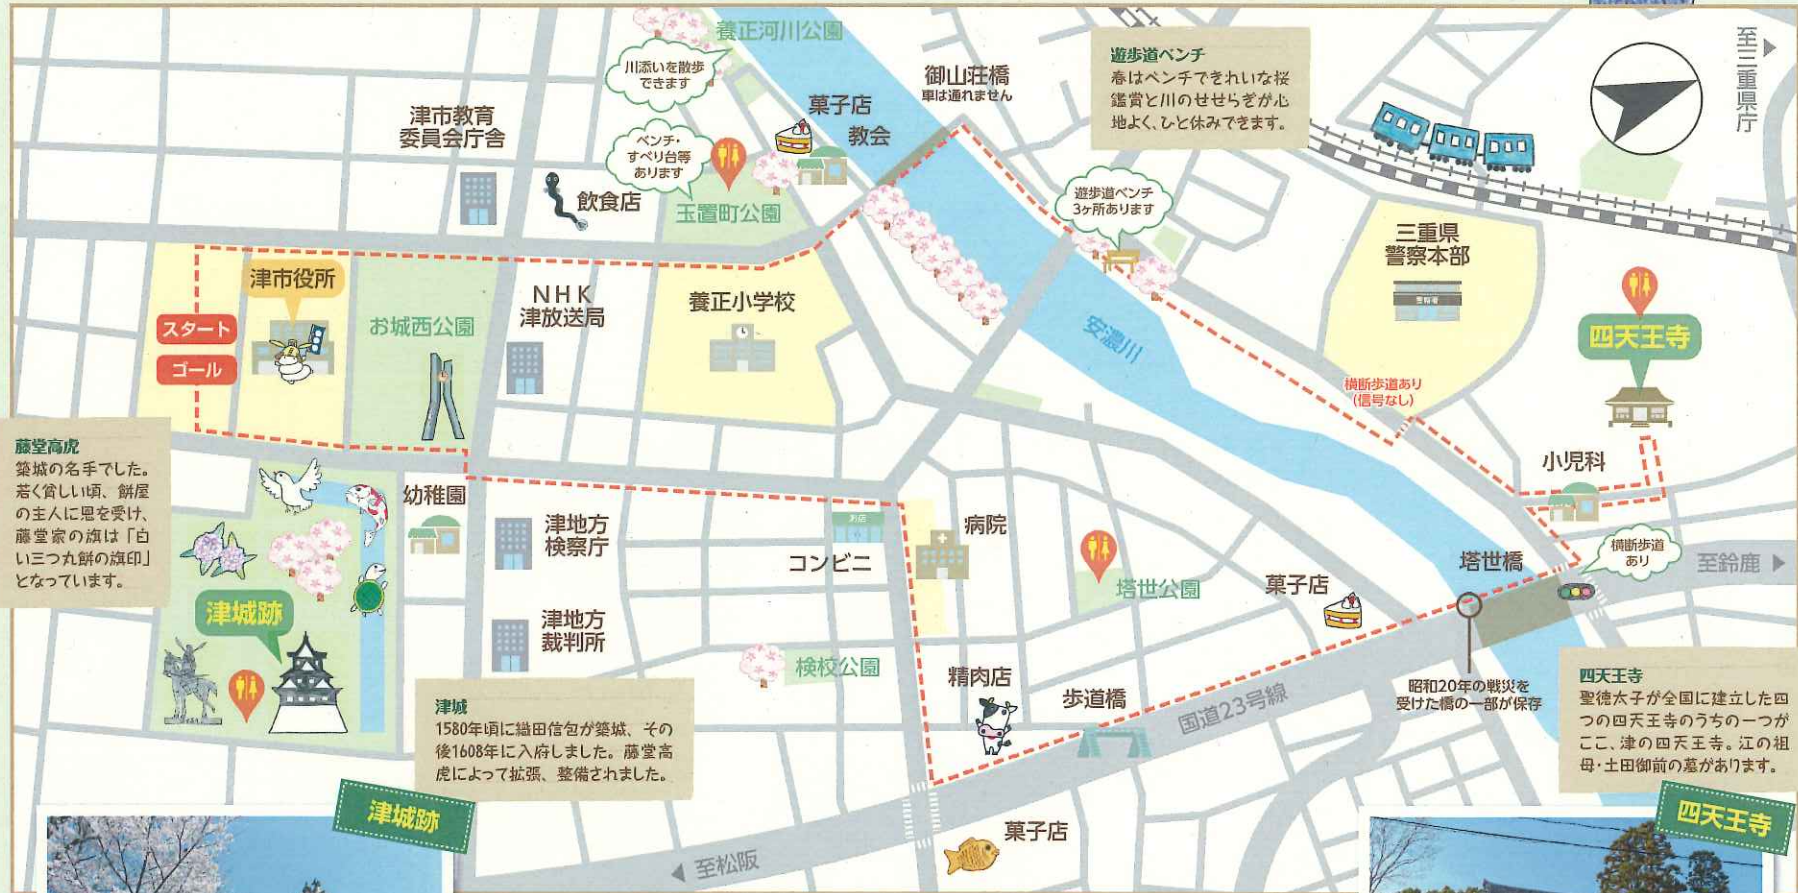 養正河川公園
川添いを散歩
できます
御山荘橋
車は通れません
遊歩道ベンチ
春はベンチできれいな桜
鑑賞と川のせせらぎが心
地よく、ひと休みできます。
至三重県庁
津市教育
委員会庁舎
菓子店
教会
ベンチ・
すべり台等
あります
飲食店
玉置町公園
遊歩道ベンチ
3ヶ所あります
三重県
警察本部
津市役所
スタート
ゴール
お城西公園
NHK
津放送局
養正小学校
安濃川
四天王寺
横断歩道あり
(信号なし)
藤堂高虎
築城の名手でした。
若く貧しい頃、餅屋
の主人に恩を受け、
藤堂家の旗は「白
い三つ丸餅の旗印」
となっています。
幼稚園
津地方
検察庁
お店
コンビニ
病院
小児科
横断歩道
あり
至鈴鹿
塔世橋
塔世公園
菓子店
津城跡
津地方
裁判所
検校公園
精肉店
歩道橋
国道23号線
昭和20年の戦災を
受けた橋の一部が保存
四天王寺
聖徳太子が全国に建立した四
つの四天王寺のうちの一つが
ここ、津の四天王寺。江の祖
母・土田御前の墓があります。
津城
1580年頃に織田信包が築城、その
後1608年に入府しました。藤堂高
虎によって拡張、整備されました。
津城跡
四天王寺
菓子店
至松阪